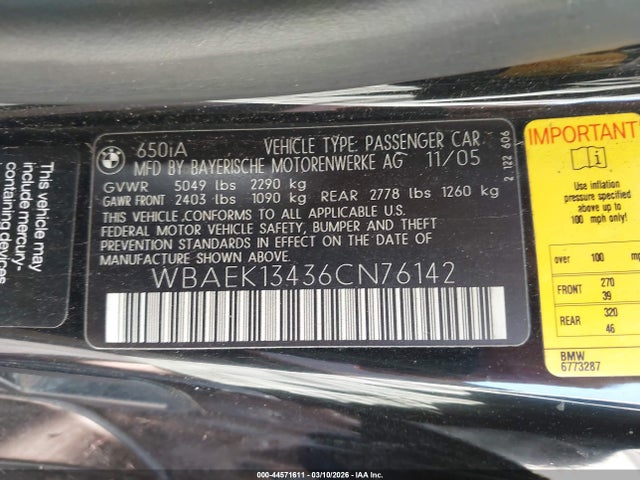 This vehicle may
include mercury-
containing devices.
650iA VEHICLE TYPE: PASSENGER CAR
MFD BY BAYERISCHE MOTORENWERKE AG 11/05
GVWR 5049 lbs 2290 kg
GAWR FRONT 2403 lbs 1090 kg REAR 2778 lbs 1260 kg
THIS VEHICLE ,CONFORMS TO ALL APPLICABLE U.S.
FEDERAL MOTOR VEHICLE SAFETY, BUMPER AND THEFT
PREVENTION STANDARDS IN EFFECT ON THE DATE OF
MANUFACTURE SHOWN ABOVE.
WBAEK13436CN76142
2 122 606
IMPORTANT
Use inflation
pressure specified
at up to above
100 mph only!
over 100
FRONT 270
39
REAR 320
46
BMW
6773287
000-44571611 - 03/10/2026 - IAA Inc.